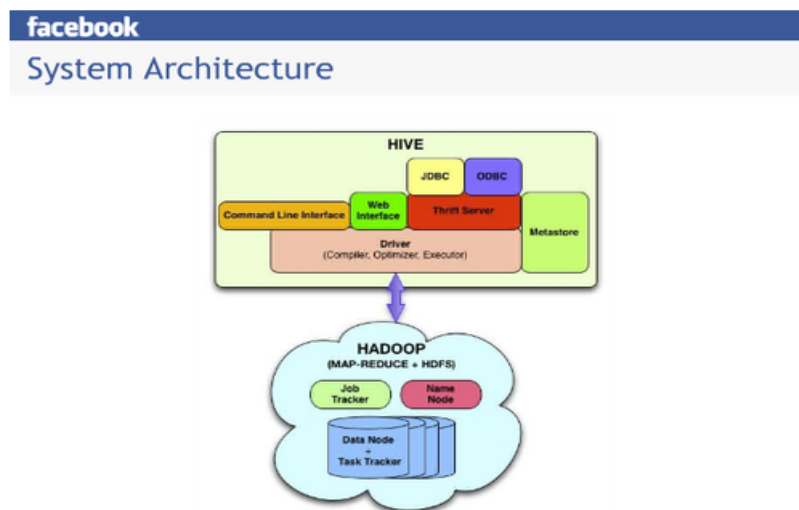 facebook
System Architecture
HIVE
JDBC
ODBC
Command Line Interface
Web
Interface
Thrift Server
Metastore
Driver
(Compiler, Optimizer, Executor)
HADOOP
(MAP-REDUCE + HDFS)
Job
Tracker
Name
Node
Data Node
+
Task Tracker